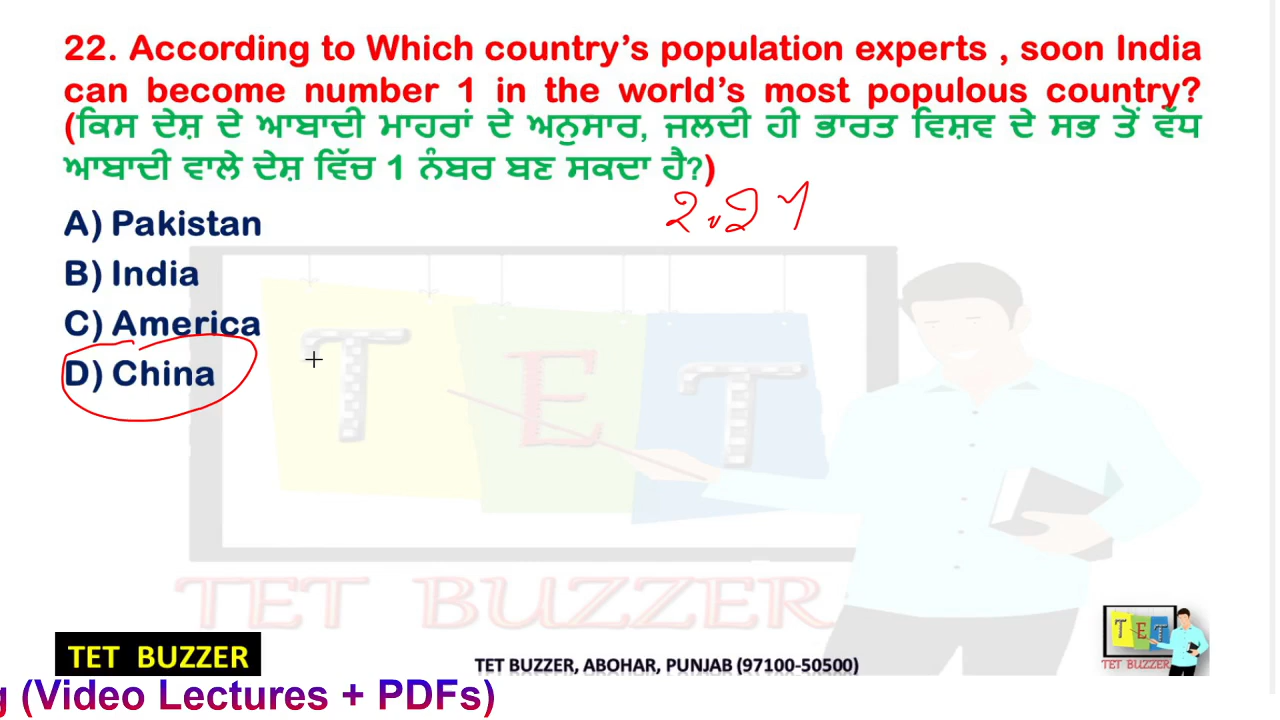 22. According to Which country's population experts , soon India
can become number 1 in the world's most populous country?
(ਕਿਸ ਦੇਸ਼ ਦੇ ਆਬਾਦੀ ਮਾਹਰਾਂ ਦੇ ਅਨੁਸਾਰ, ਜਲਦੀ ਹੀ ਭਾਰਤ ਵਿਸ਼ਵ ਦੇ ਸਭ ਤੋਂ ਵੱਧ
ਆਬਾਦੀ ਵਾਲੇ ਦੇਸ਼ ਵਿੱਚ 1 ਨੰਬਰ ਬਣ ਸਕਦਾ ਹੈ?)
A) Pakistan
B) India
C) America
D) China
TET
TET BUZZER
TET
TET BUZZER
TET BUZZER
TET BUZZER, ABOHAR, PUNJAB (97100-50500)
(Video Lectures + PDFs)